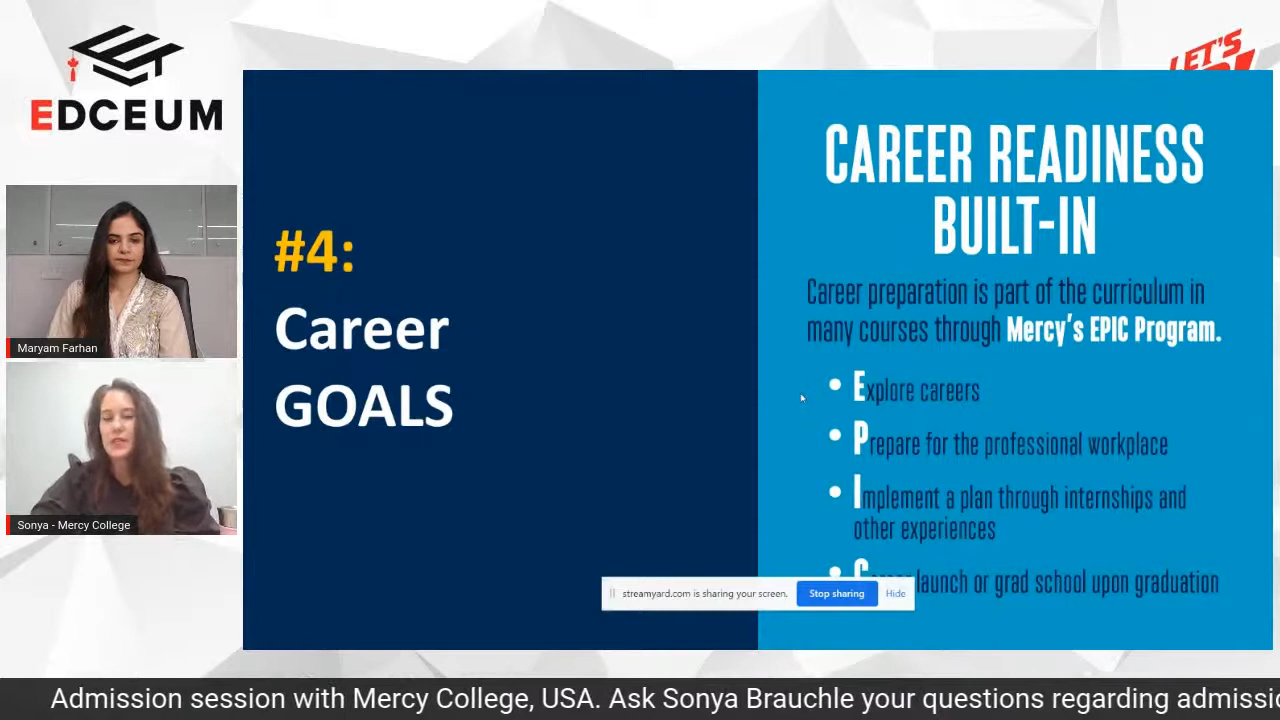 LET'S
EDCEUM
Maryam Farhan
Sonya - Mercy College
#4:
Career
GOALS
CAREER READINESS
BUILT-IN
Career preparation is part of the curriculum in
many courses through Mercy's EPIC Program.
• Explore careers
• Prepare for the professional workplace
• Implement a plan through internships and
other experiences
• Career launch or grad school upon graduation
streamyard.com is sharing your screen.
Stop sharing
Hide
Admission session with Mercy College, USA. Ask Sonya Brauchle your questions regarding